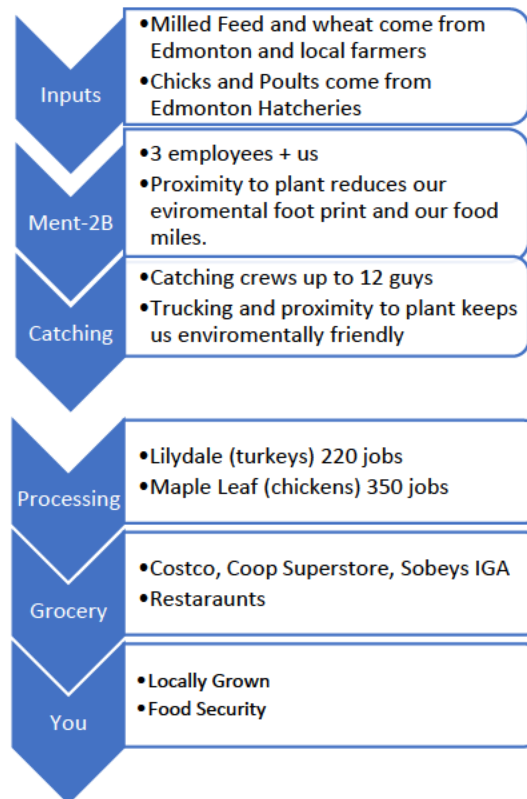 Inputs
•Milled Feed and wheat come from
Edmonton and local farmers
•Chicks and Poults come from
Edmonton Hatcheries
Ment-2B
•3 employees + us
•Proximity to plant reduces our
eviromental foot print and our food
miles.
Catching
•Catching crews up to 12 guys
•Trucking and proximity to plant keeps
us enviromentally friendly
Processing
•Lilydale (turkeys) 220 jobs
•Maple Leaf (chickens) 350 jobs
Grocery
•Costco, Coop Superstore, Sobeys IGA
•Restaraunts
You
•Locally Grown
•Food Security